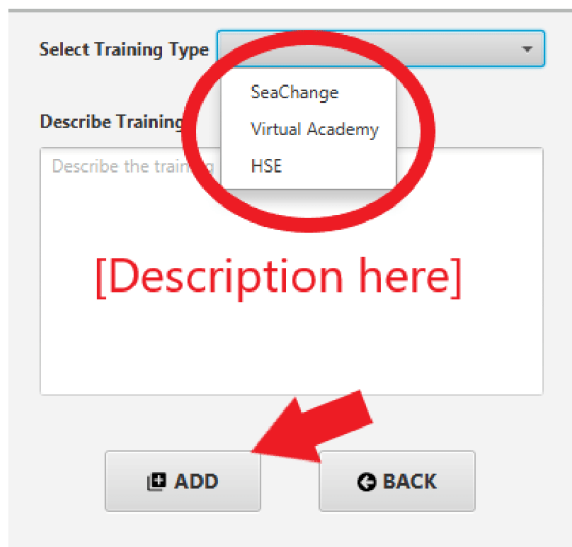 Select Training Type
SeaChange
Virtual Academy
HSE
Describe Training
Describe the training
[Description here]
ADD
BACK